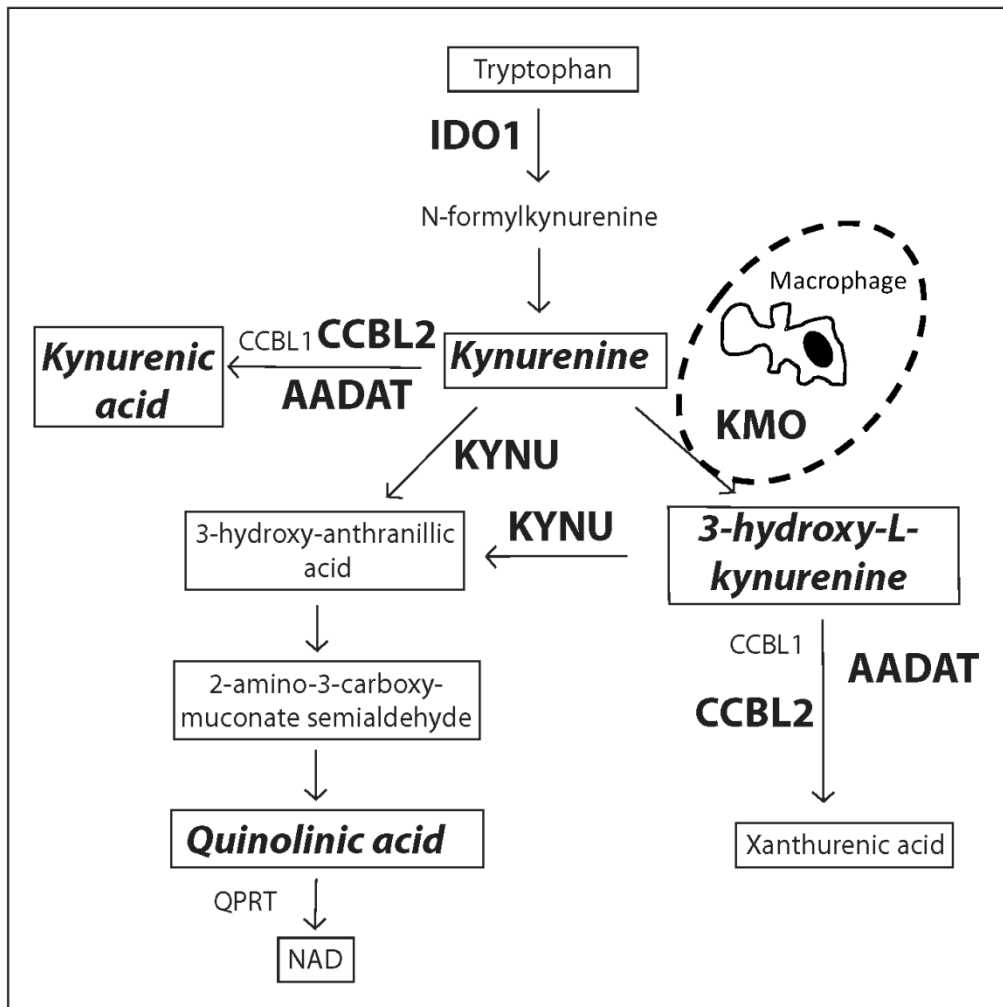 Tryptophan
IDO1
N-formylkynurenine
Macrophage
CCBL1 CCBL2
Kynurenic
acid
AADAT
Kynurenine
KMO
KYNU
3-hydroxy-anthranillic
acid
KYNU
3-hydroxy-L-
kynurenine
CCBL1
AADAT
CCBL2
2-amino-3-carboxy-
muconate semialdehyde
Quinolinic acid
Xanthurenic acid
QPRT
NAD